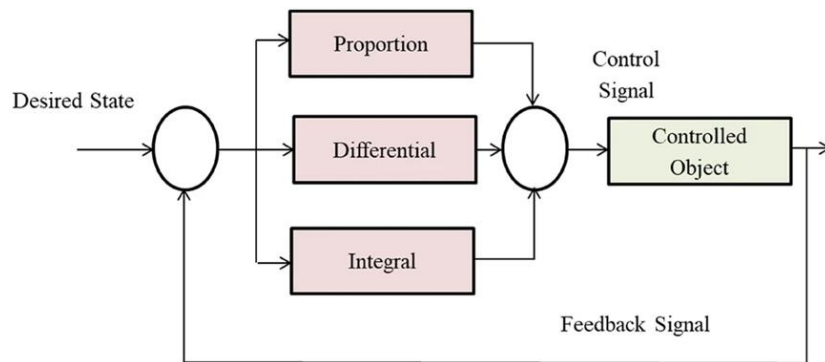 Proportion
Control
Signal
Desired State
Differential
Controlled
Object
Integral
Feedback Signal